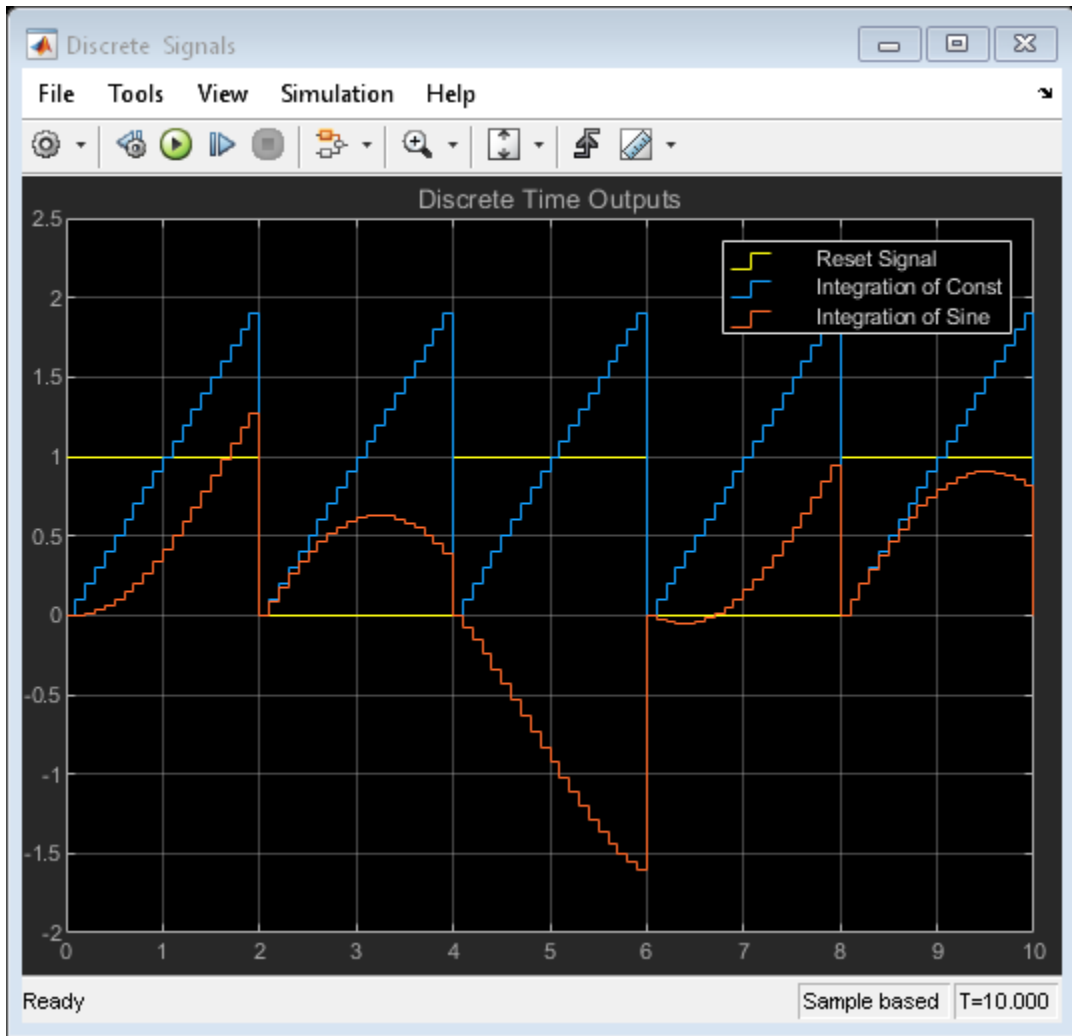 Discrete Signals
File Tools View Simulation Help
Discrete Time Outputs
2.5
2
1.5
1
0.5
0
-0.5
-1
-1.5
-2
Reset Signal
Integration of Const
Integration of Sine
0 1 2 3 4 5 6 7 8 9 10
Ready Sample based T=10.000